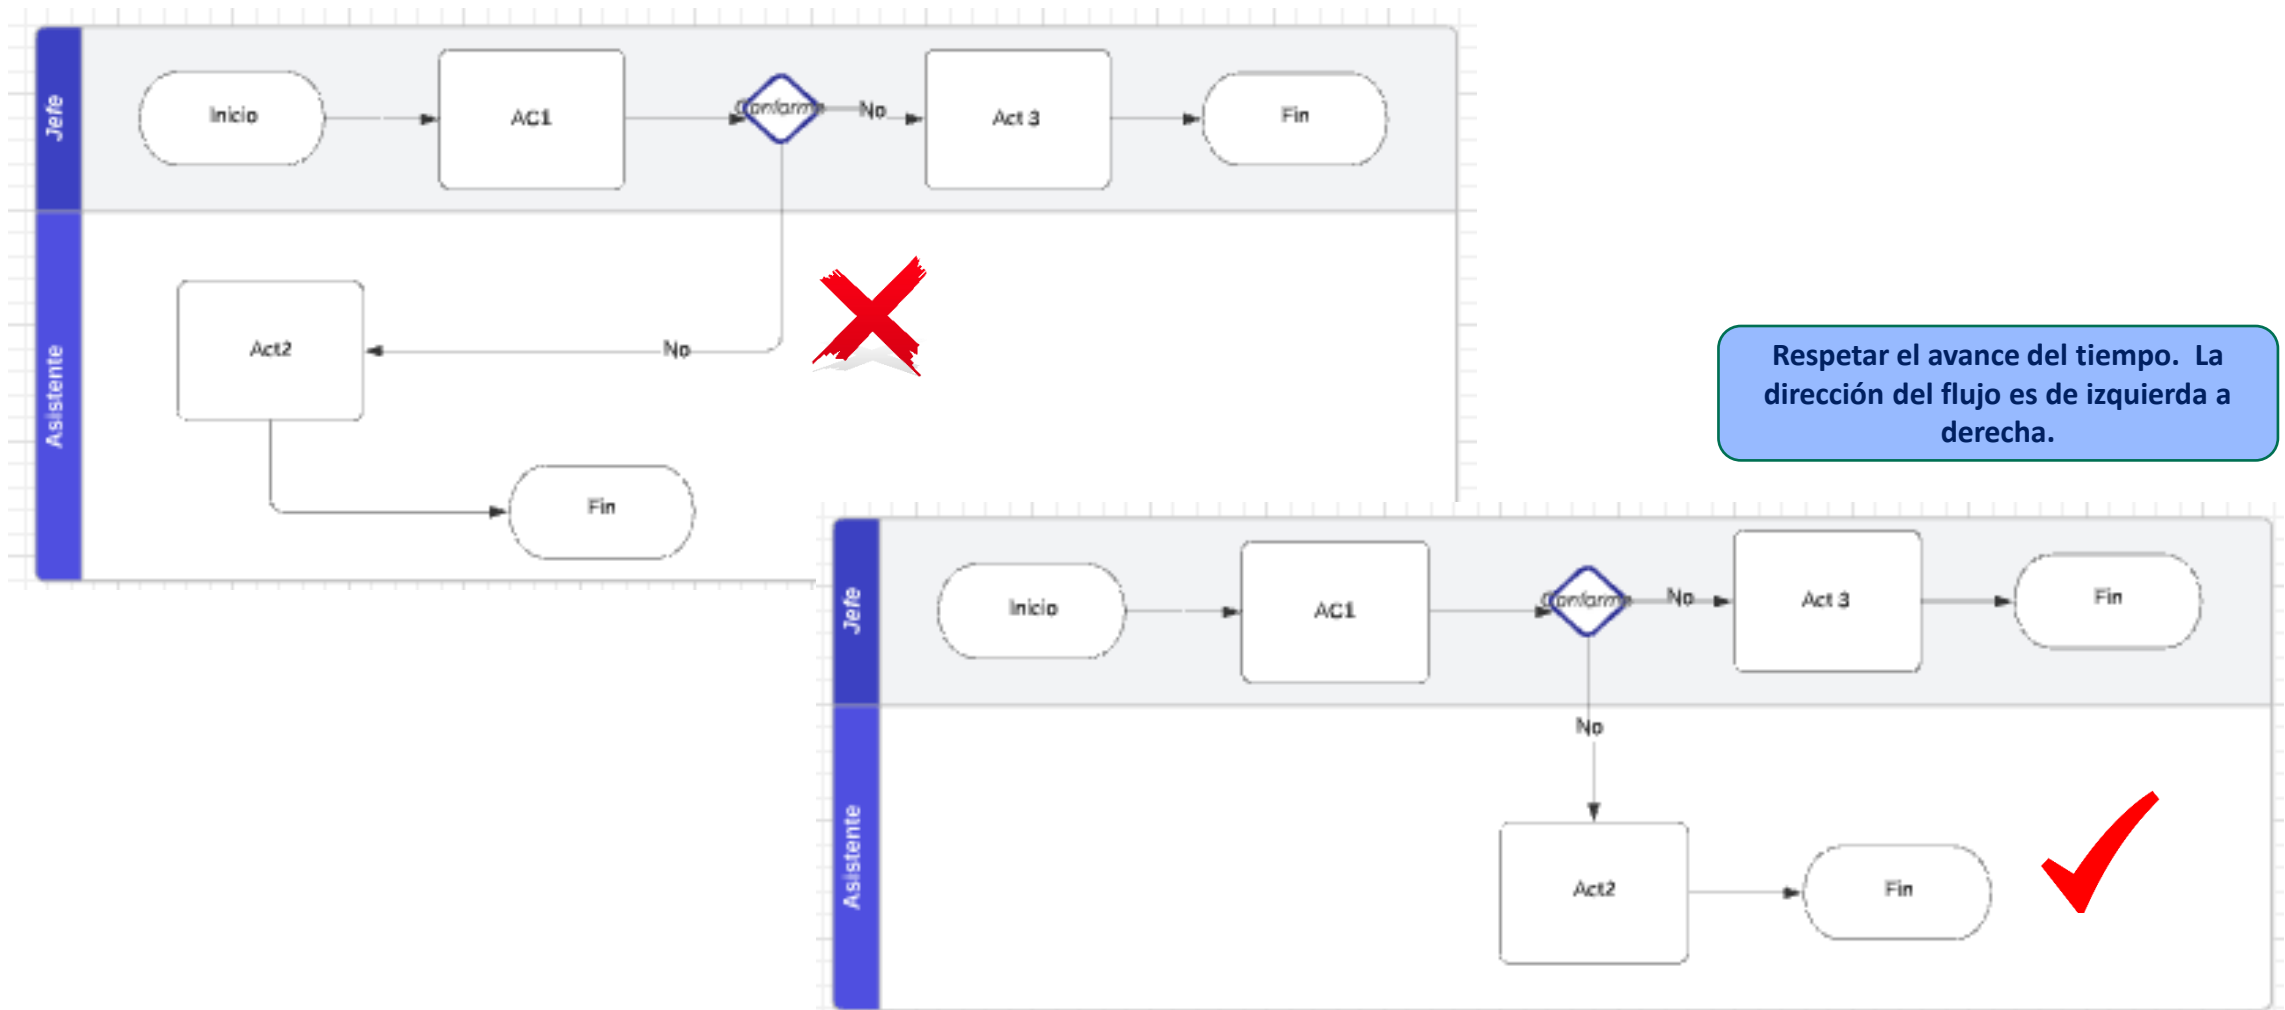 Jefe
Inicio
AC1
Conforme
No
Act 3
Fin
Asistente
Act2
No
Fin
Respetar el avance del tiempo. La
dirección del flujo es de izquierda a
derecha.
Jefe
Inicio
AC1
Conforme
No
Act 3
Fin
No
Asistente
Act2
Fin